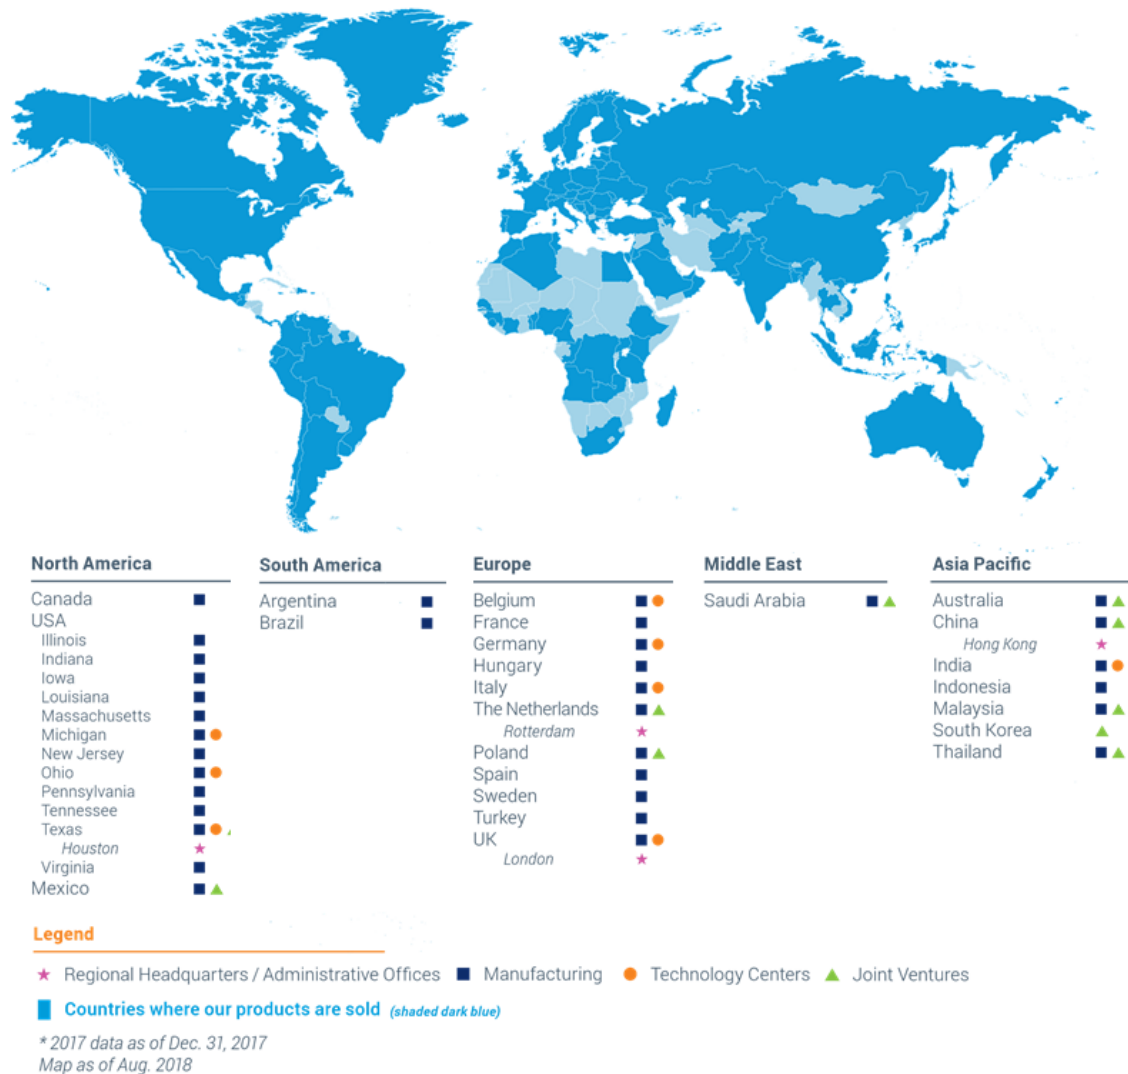 North America
Canada
USA
Illinois
Indiana
Iowa
Louisiana
Massachusetts
Michigan
New Jersey
Ohio
Pennsylvania
Tennessee
Texas
Houston
Virginia
Mexico
South America
Argentina
Brazil
Europe
Belgium
France
Germany
Hungary
Italy
The Netherlands
Rotterdam
Poland
Spain
Sweden
Turkey
UK
London
Middle East
Saudi Arabia
Asia Pacific
Australia
China
Hong Kong
India
Indonesia
Malaysia
South Korea
Thailand
Legend
Regional Headquarters / Administrative Offices Manufacturing Technology Centers Joint Ventures
Countries where our products are sold (shaded dark blue)
* 2017 data as of Dec. 31, 2017
Map as of Aug. 2018